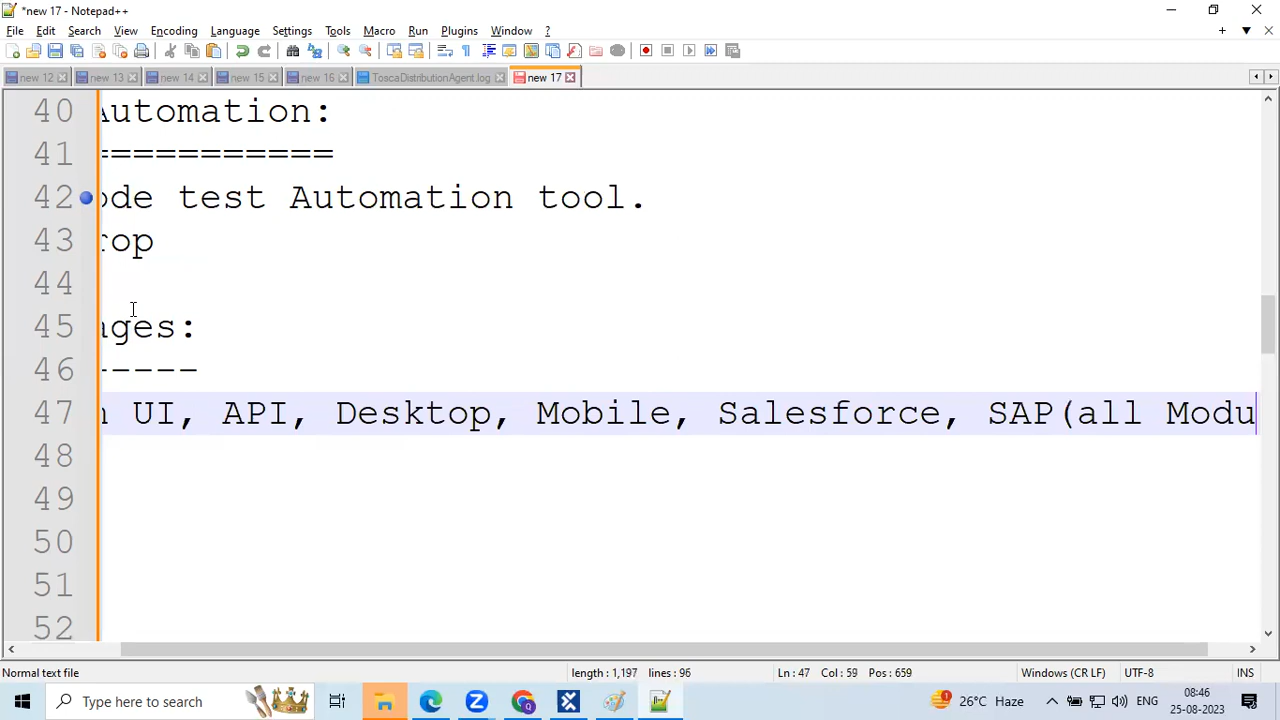 *new 17 - Notepad++
File Edit Search View Encoding Language Settings Tools Macro Run Plugins Window ?
new 12 new 13 new 14 new 15 new 16 ToscaDistributionAgent.log new 17
40 Automation:
41 ===========
42 ode test Automation tool.
43 rop
44
45 ages:
46 -----
47 n UI, API, Desktop, Mobile, Salesforce, SAP(all Modu
48
49
50
51
52
Normal text file length : 1,197 lines : 96 Ln : 47 Col : 59 Pos : 659 Windows (CR LF) UTF-8 INS
Type here to search 26°C Haze ENG 08:46
25-08-2023